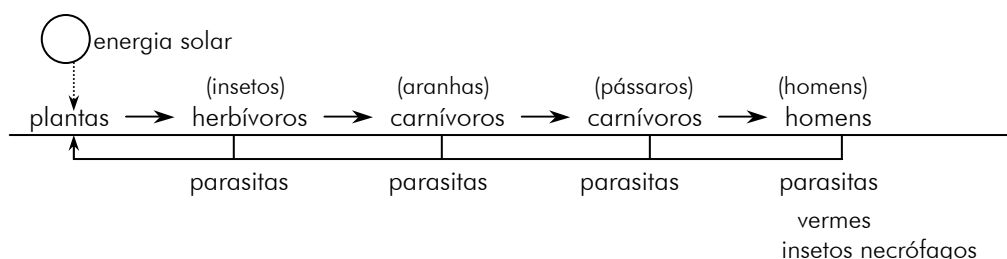 energia solar
(insetos) (aranhas) (pássaros) (homens)
plantas herbívoros carnívoros carnívoros homens
parasitas parasitas parasitas parasitas
vermes
insetos necrófagos